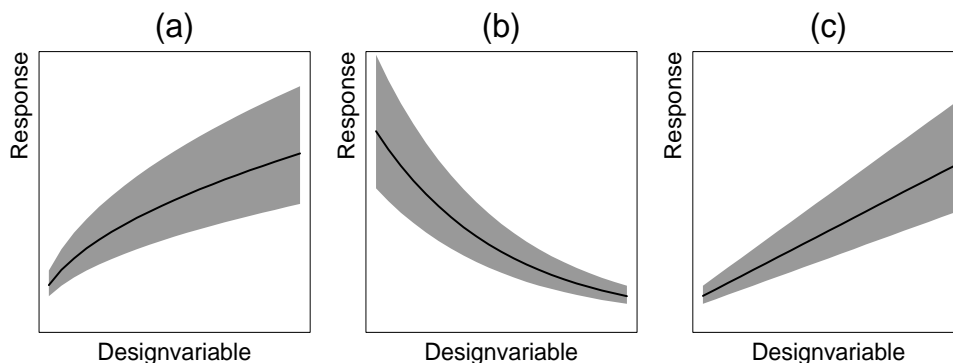 (a)
Response
Designvariable
(b)
Response
Designvariable
(c)
Response
Designvariable